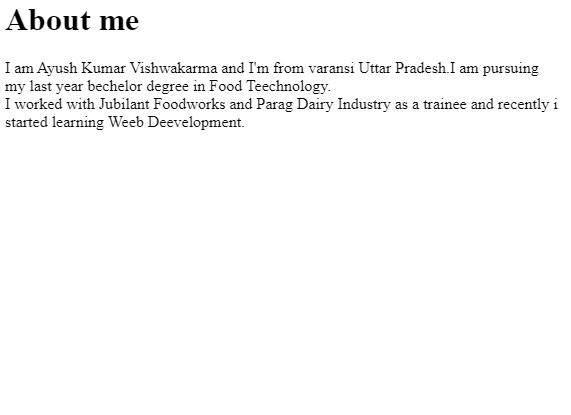 About me
I am Ayush Kumar Vishwakarma and I'm from varansi Uttar Pradesh.I am pursuing
my last year bechelor degree in Food Teechnology.
I worked with Jubilant Foodworks and Parag Dairy Industry as a trainee and recently i
started learning Weeb Deevelopment.